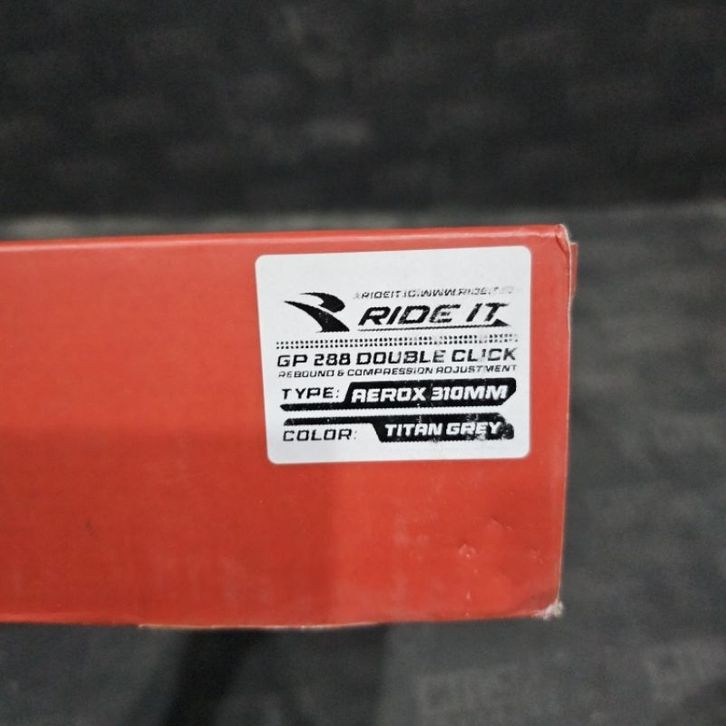 RIDE IT
GP 288 DOUBLE CLICK
REBOUND & COMPRESSION ADJUSTMENT
TYPE: AEROX 310MM
COLOR: TITAN GREY